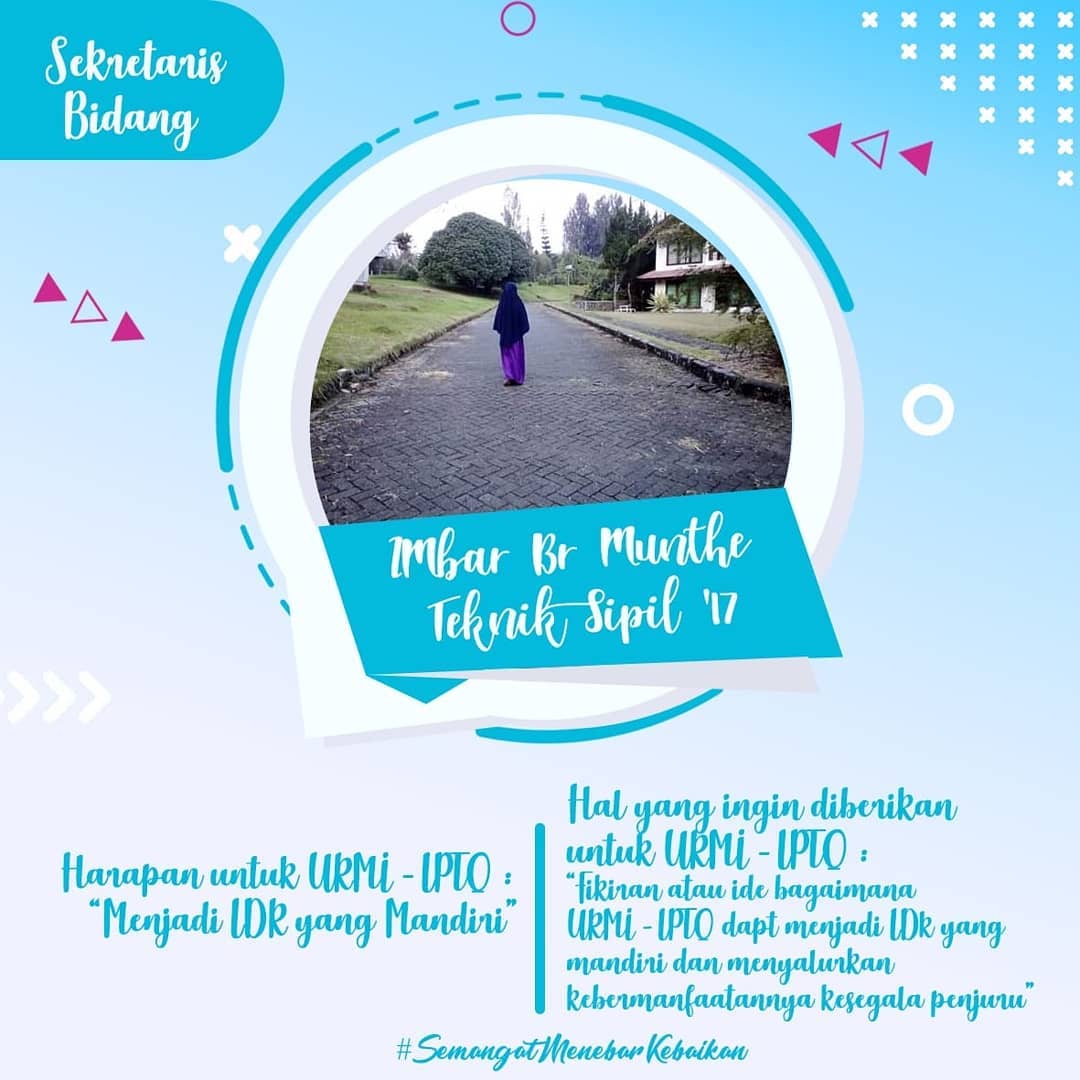 Sekretaris
Bidang
IMbar Br Munthe
Teknik Sipil '17
Harapan untuk URMI - LPTQ :
"Menjadi LDK yang Mandiri"
Hal yang ingin diberikan
untuk URMI - LPTQ :
"Fikiran atau ide bagaimana
URMI - LPTQ dapt menjadi LDk yang
mandiri dan menyalurkan
kebermanfaatannya kesegala penjuru"
#SemangatMenebarKebaikan